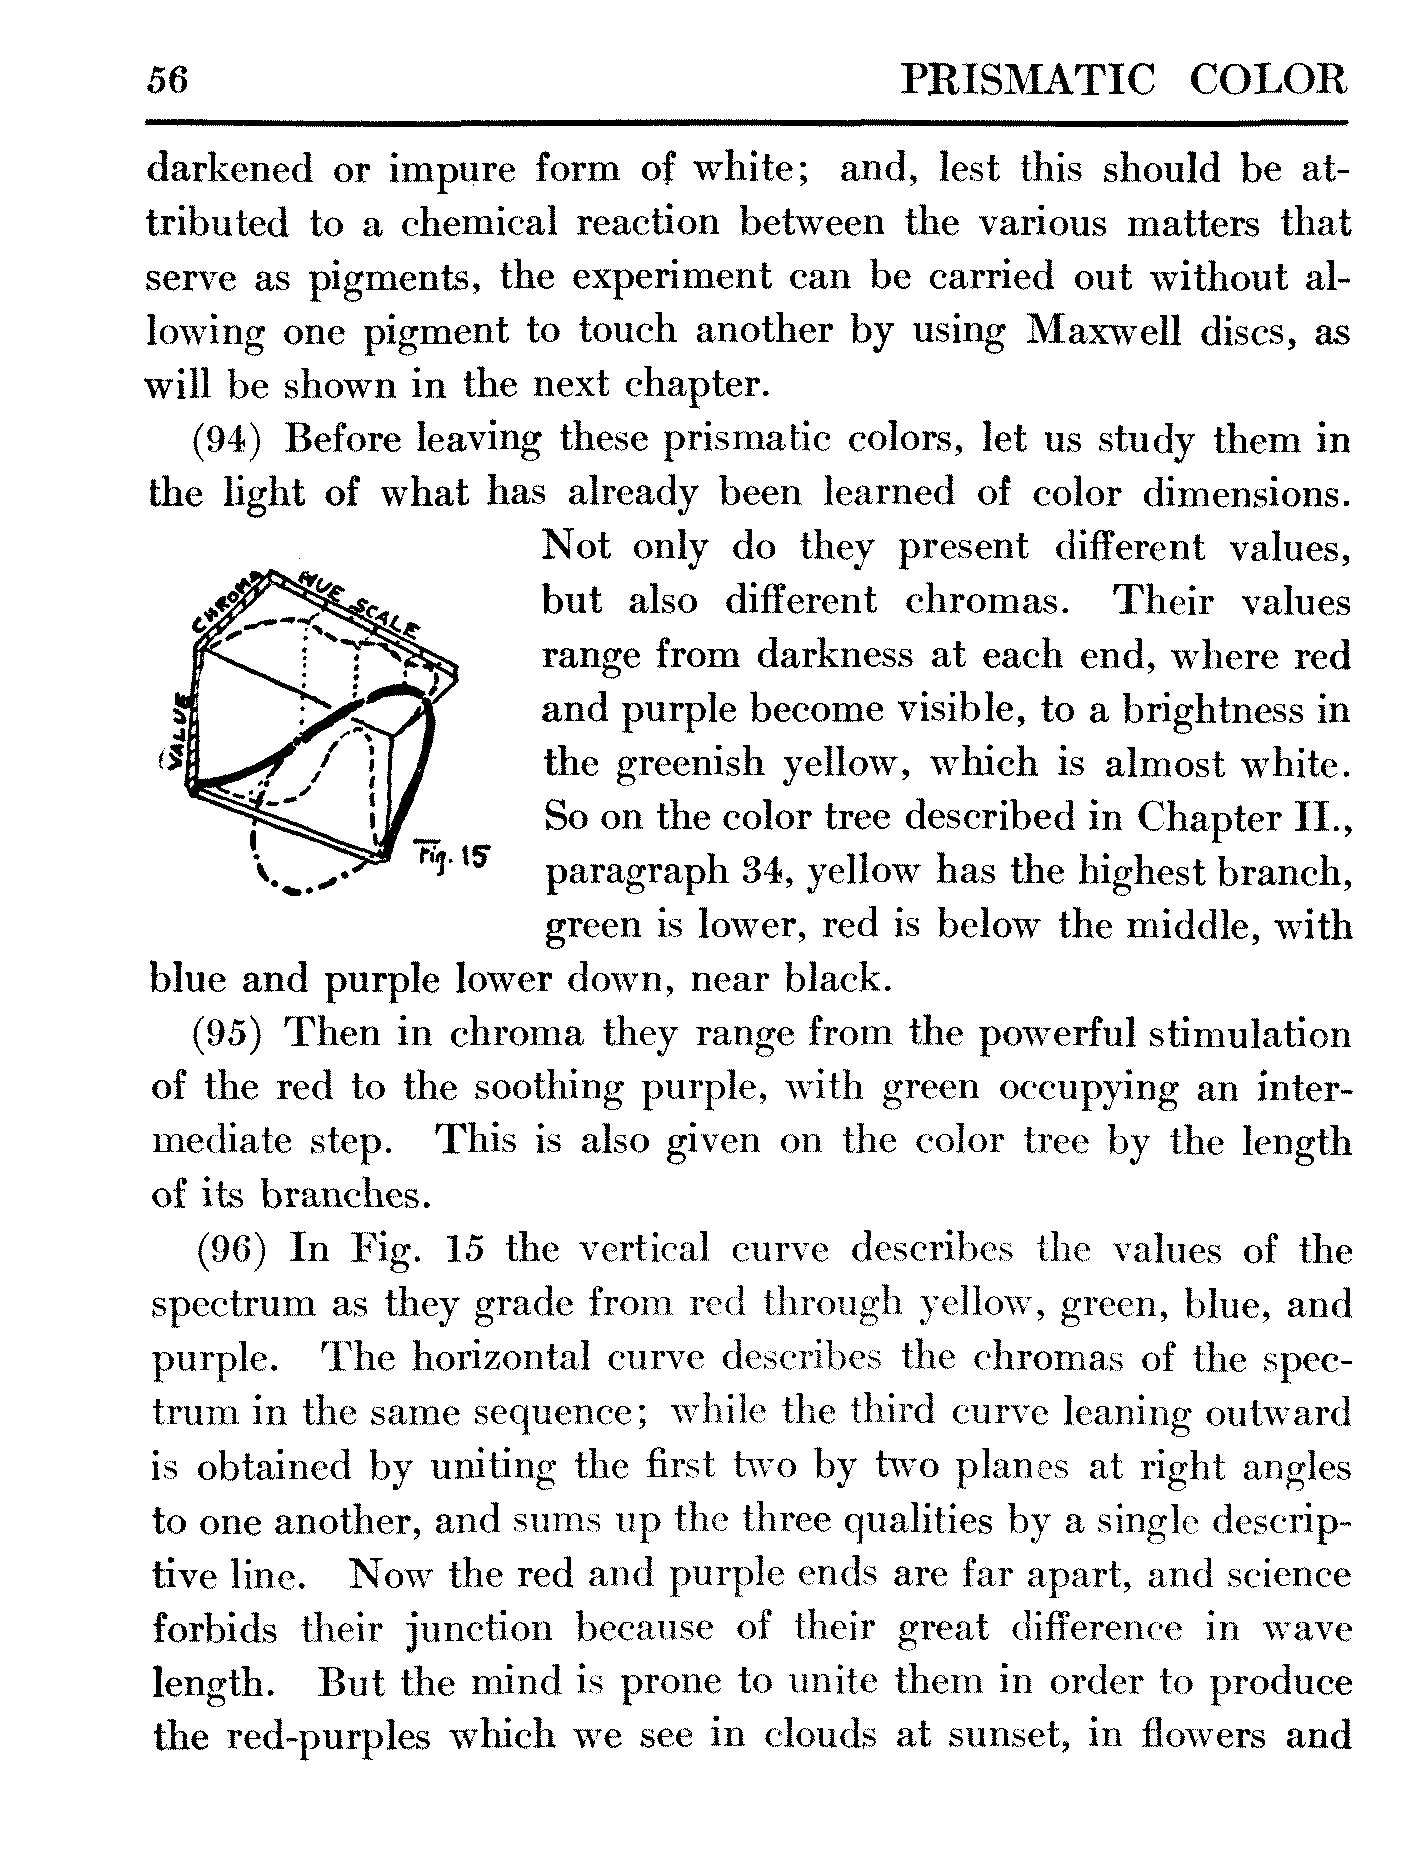 56 PRISMATIC COLOR
darkened or impure form of white; and, lest this should be at-
tributed to a chemical reaction between the various matters that
serve as pigments, the experiment can be carried out without al-
lowing one pigment to touch another by using Maxwell discs, as
will be shown in the next chapter.
(94) Before leaving these prismatic colors, let us study them in
the light of what has already been learned of color dimensions.
Not only do they present different values,
but also different chromas. Their values
range from darkness at each end, where red
and purple become visible, to a brightness in
the greenish yellow, which is almost white.
So on the color tree described in Chapter II.,
paragraph 34, yellow has the highest branch,
green is lower, red is below the middle, with
CHROMA
HUE SCALE
VALUE
Fig. 15
blue and purple lower down, near black.
(95) Then in chroma they range from the powerful stimulation
of the red to the soothing purple, with green occupying an inter-
mediate step. This is also given on the color tree by the length
of its branches.
(96) In Fig. 15 the vertical curve describes the values of the
spectrum as they grade from red through yellow, green, blue, and
purple. The horizontal curve describes the chromas of the spec-
trum in the same sequence; while the third curve leaning outward
is obtained by uniting the first two by two planes at right angles
to one another, and sums up the three qualities by a single descrip-
tive line. Now the red and purple ends are far apart, and science
forbids their junction because of their great difference in wave
length. But the mind is prone to unite them in order to produce
the red-purples which we see in clouds at sunset, in flowers and